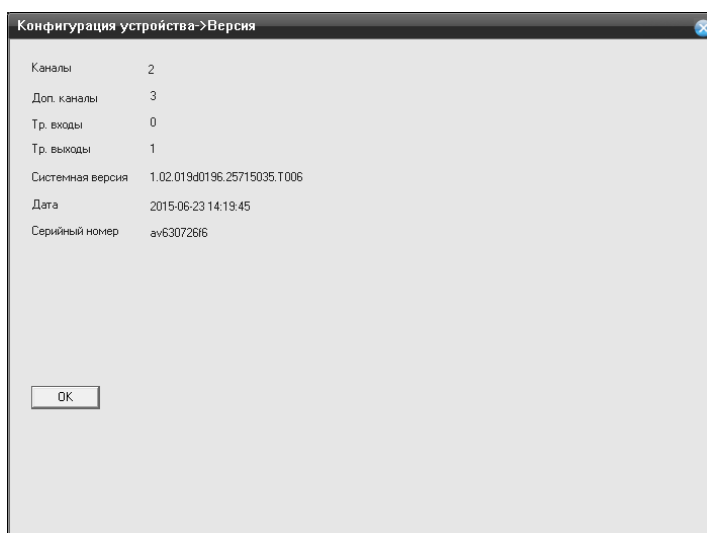 Конфигурация устройства->Версия
Каналы 2
Доп. каналы 3
Тр. входы 0
Тр. выходы 1
Системная версия 1.02.019d0196.25715035.T006
Дата 2015-06-23 14:19:45
Серийный номер av630726f6
OK